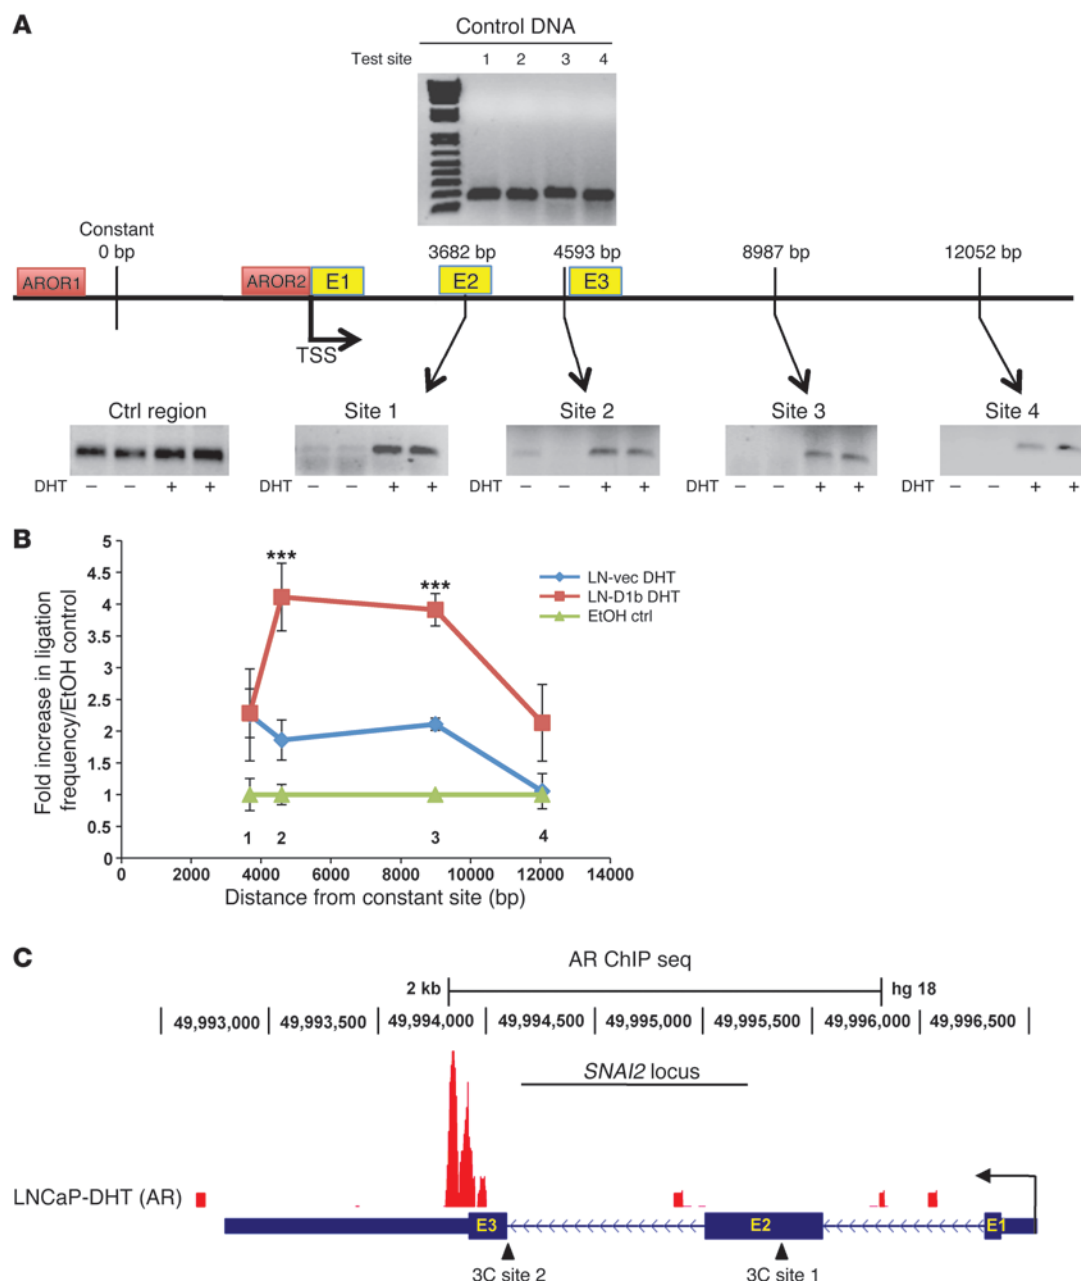 A
Control DNA
Test site 1 2 3 4
Constant
0 bp 3682 bp 4593 bp 8987 bp 12052 bp
AROR1 AROR2 E1 E2 E3
TSS
Ctrl region Site 1 Site 2 Site 3 Site 4
DHT − − + + DHT − − + + DHT − − + + DHT − − + + DHT − − + +
B
Fold increase in ligation
frequency/EtOH control
5
4.5
4
3.5
3
2.5
2
1.5
1
0.5
0
*** ***
LN-vec DHT
LN-D1b DHT
EtOH ctrl
1 2 3 4
0 2000 4000 6000 8000 10000 12000 14000
Distance from constant site (bp)
C
AR ChIP seq
2 kb hg 18
49,993,000 49,993,500 49,994,000 49,994,500 49,995,000 49,995,500 49,996,000 49,996,500
SNAI2 locus
LNCaP-DHT (AR)
E3 E2 E1
3C site 2 3C site 1